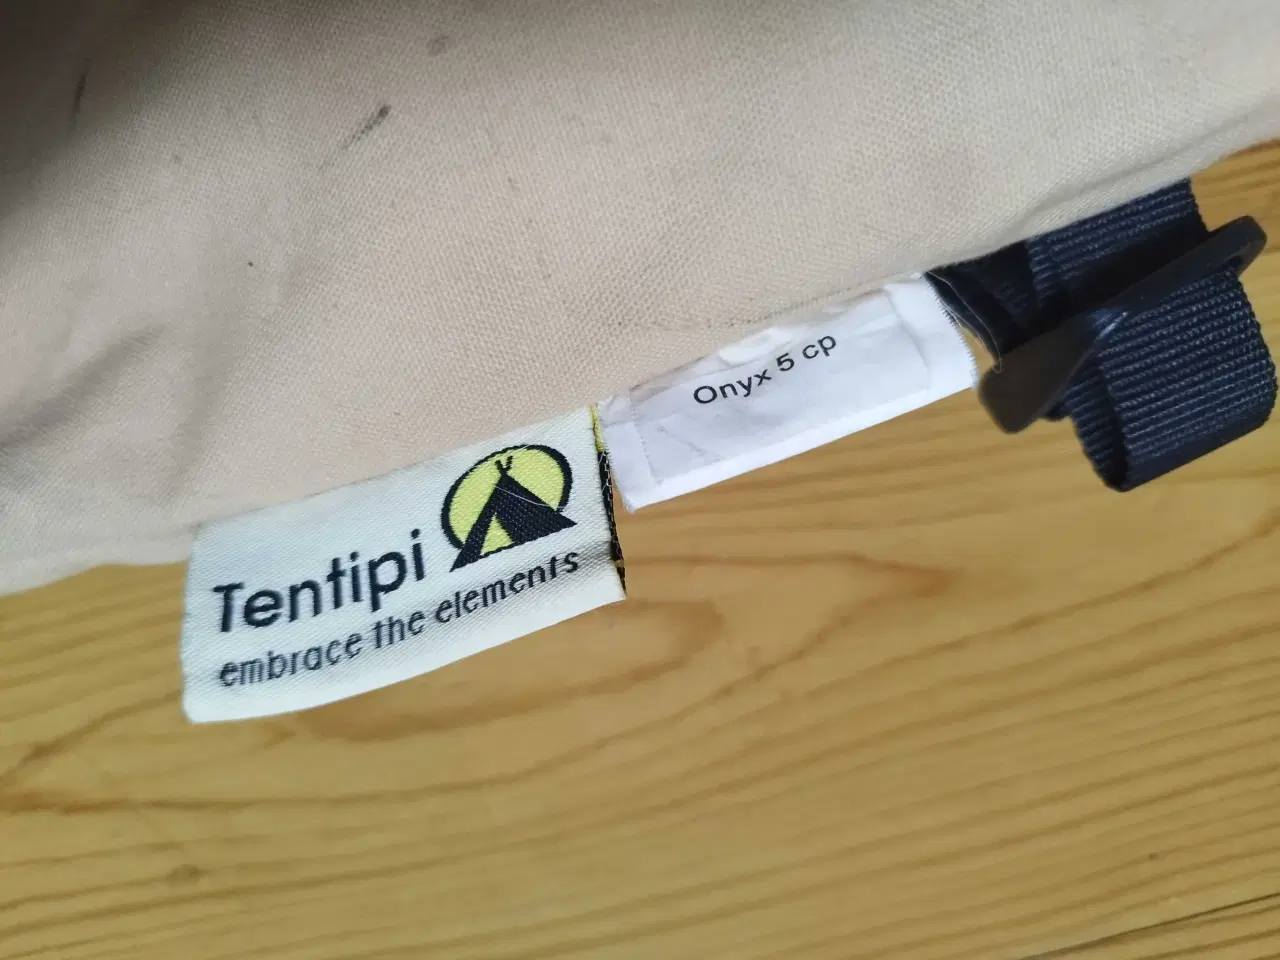 Tentipi
embrace the elements
Onyx 5 cp